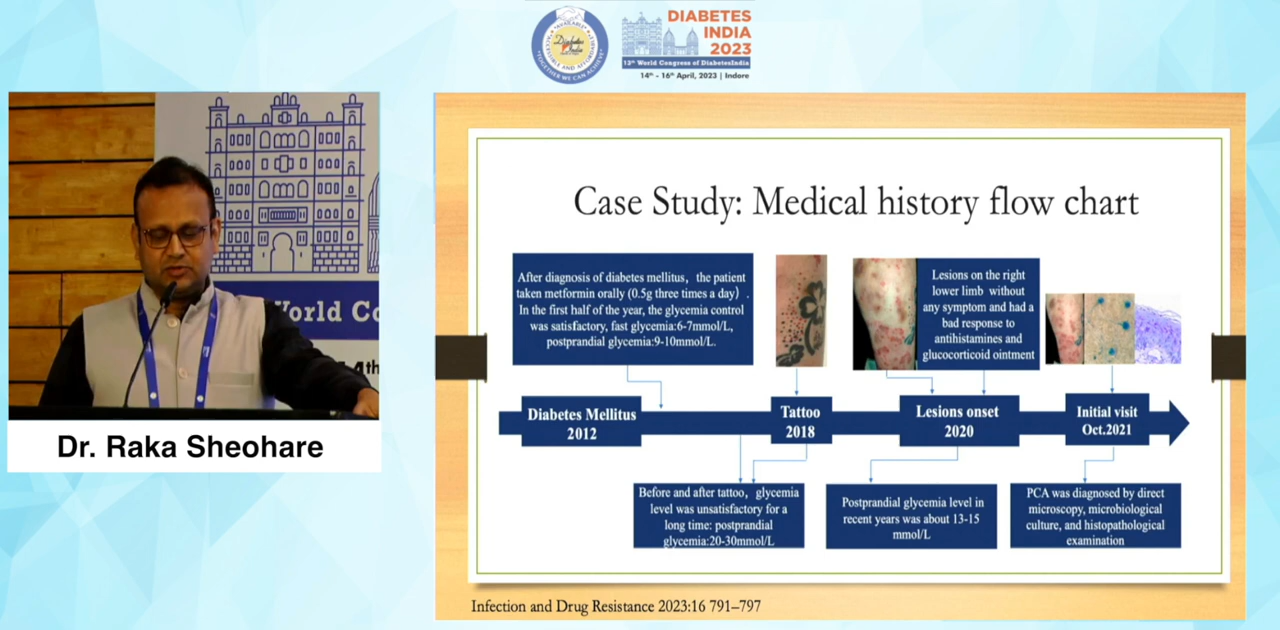 Diabetes
India
TOGETHER WE CAN ACHIEVE
DIABETES
INDIA
2023
13th World Congress of DiabetesIndia
14th - 16th April, 2023 | Indore
World Co
4th
Dr. Raka Sheohare
Case Study: Medical history flow chart
After diagnosis of diabetes mellitus, the patient
taken metformin orally (0.5g three times a day) .
In the first half of the year, the glycemia control
was satisfactory, fast glycemia:6-7mmol/L,
postprandial glycemia:9-10mmol/L.
Lesions on the right
lower limb without
any symptom and had a
bad response to
antihistamines and
glucocorticoid ointment
Diabetes Mellitus
2012
Tattoo
2018
Lesions onset
2020
Initial visit
Oct.2021
Before and after tattoo, glycemia
level was unsatisfactory for a
long time: postprandial
glycemia:20-30mmol/L
Postprandial glycemia level in
recent years was about 13-15
mmol/L
PCA was diagnosed by direct
microscopy, microbiological
culture, and histopathological
examination
Infection and Drug Resistance 2023:16 791–797